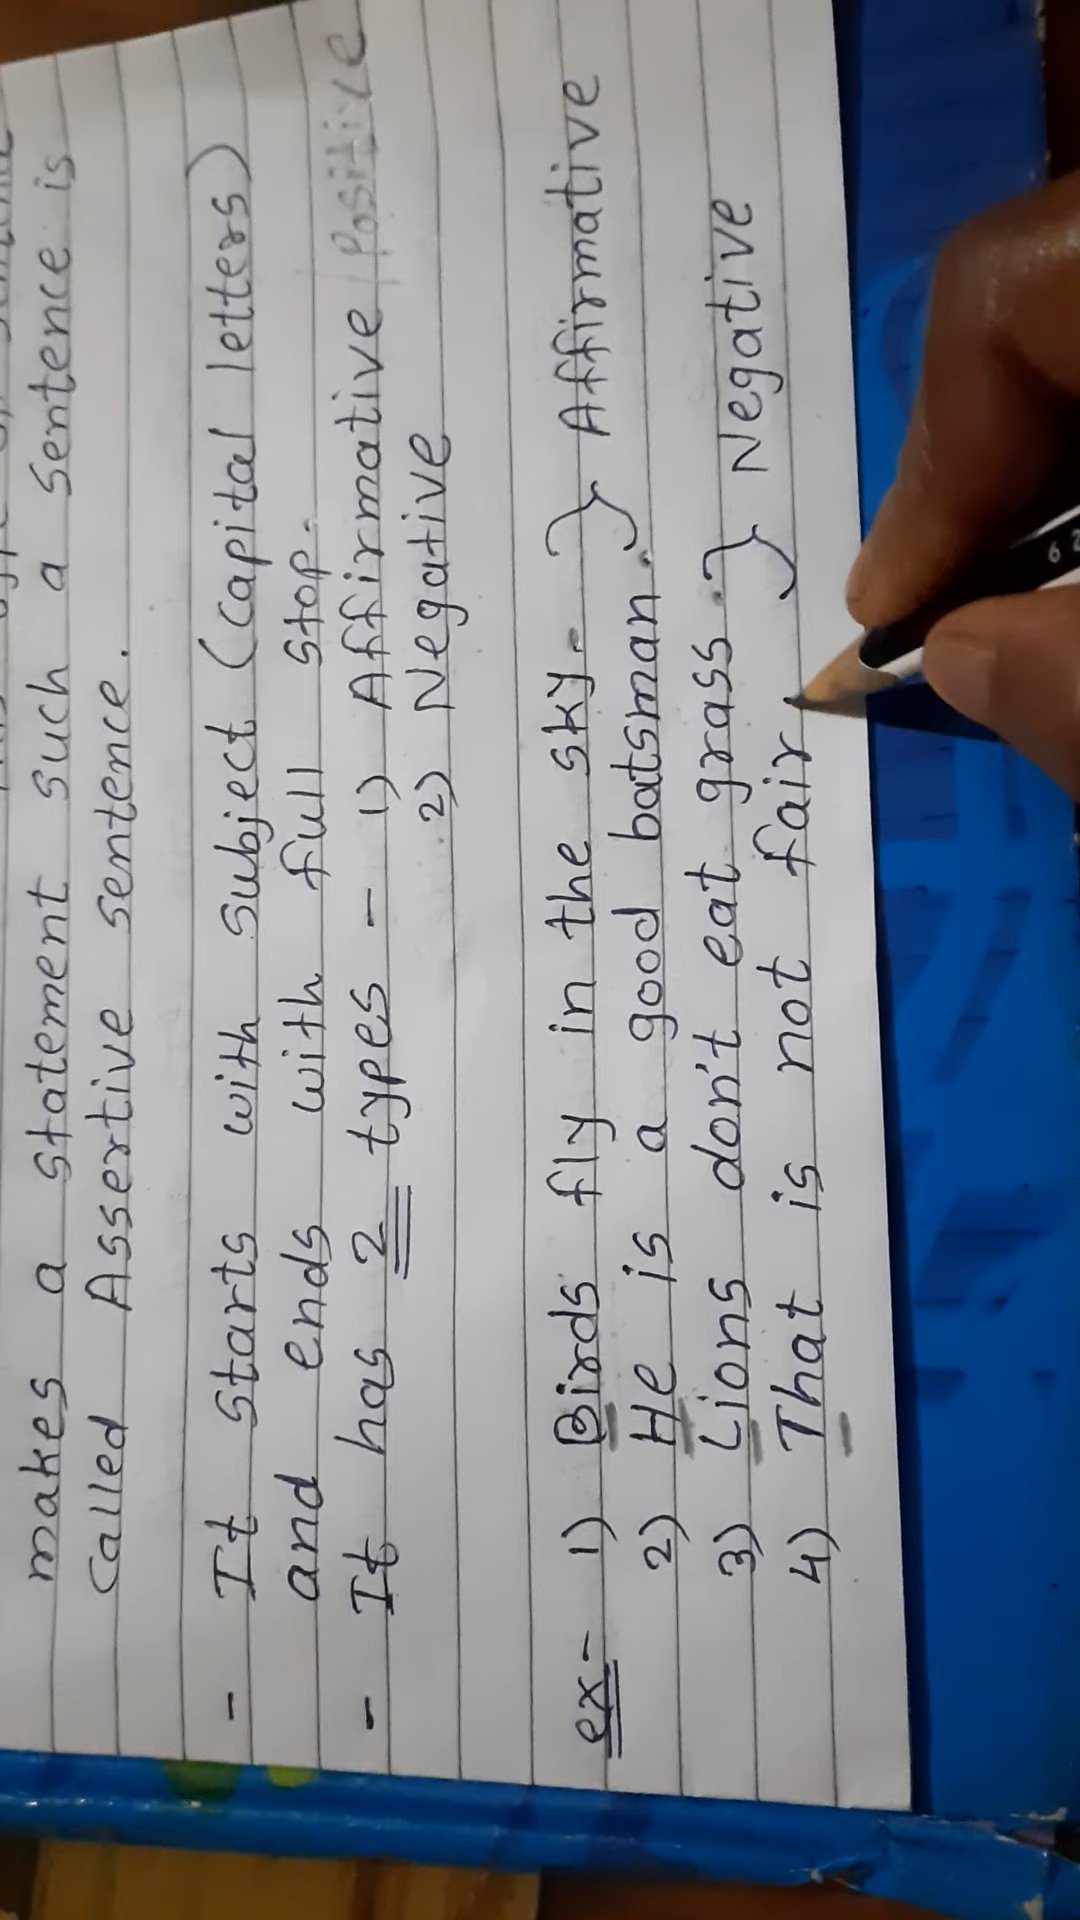 makes a statement such a sentence is
called Assertive sentence.
- It starts with subject (capital letters)
and ends with full stop.
- It has 2 types - 1) Affirmative / Positive
2) Negative
ex- 1) Birds fly in the sky. } Affirmative
2) He is a good batsman.
3) Lions don't eat grass. } Negative
4) That is not fair.
62